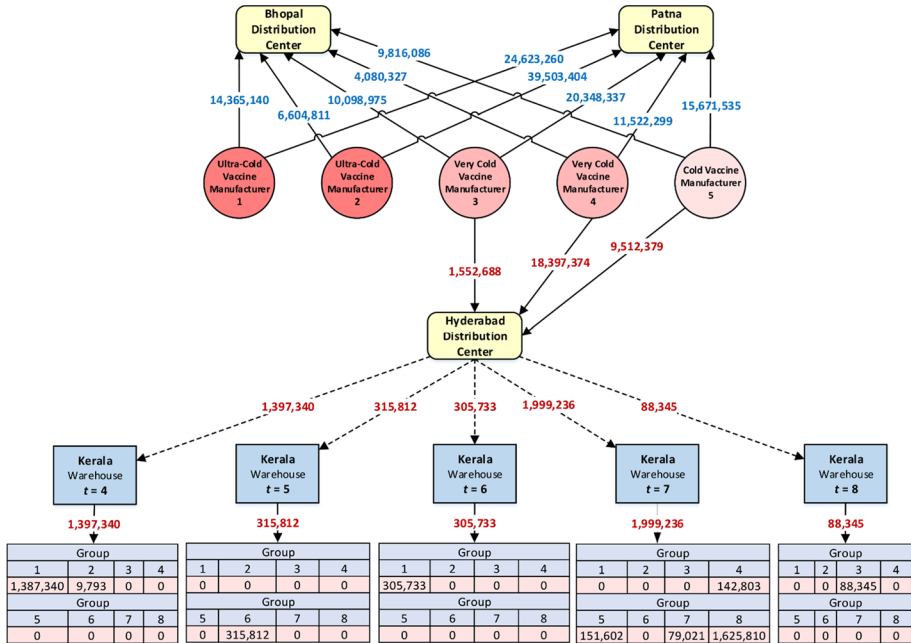 Bhopal
Distribution
Center
Patna
Distribution
Center
9,816,086
24,623,260
4,080,327
39,503,404
14,365,140
10,098,975
20,348,337
15,671,535
6,604,811
11,522,299
Ultra-Cold
Vaccine
Manufacturer
1
Ultra-Cold
Vaccine
Manufacturer
2
Very Cold
Vaccine
Manufacturer
3
Very Cold
Vaccine
Manufacturer
4
Cold Vaccine
Manufacturer
5
1,552,688
18,397,374
9,512,379
Hyderabad
Distribution
Center
1,397,340
315,812
305,733
1,999,236
88,345
Kerala
Warehouse
t = 4
Kerala
Warehouse
t = 5
Kerala
Warehouse
t = 6
Kerala
Warehouse
t = 7
Kerala
Warehouse
t = 8
1,397,340
315,812
305,733
1,999,236
88,345
Group
1 2 3 4
1,387,340 9,793 0 0
Group
5 6 7 8
0 0 0 0
Group
1 2 3 4
0 0 0 0
Group
5 6 7 8
0 315,812 0 0
Group
1 2 3 4
305,733 0 0 0
Group
5 6 7 8
0 0 0 0
Group
1 2 3 4
0 0 0 142,803
Group
5 6 7 8
151,602 0 79,021 1,625,810
Group
1 2 3 4
0 0 88,345 0
Group
5 6 7 8
0 0 0 0